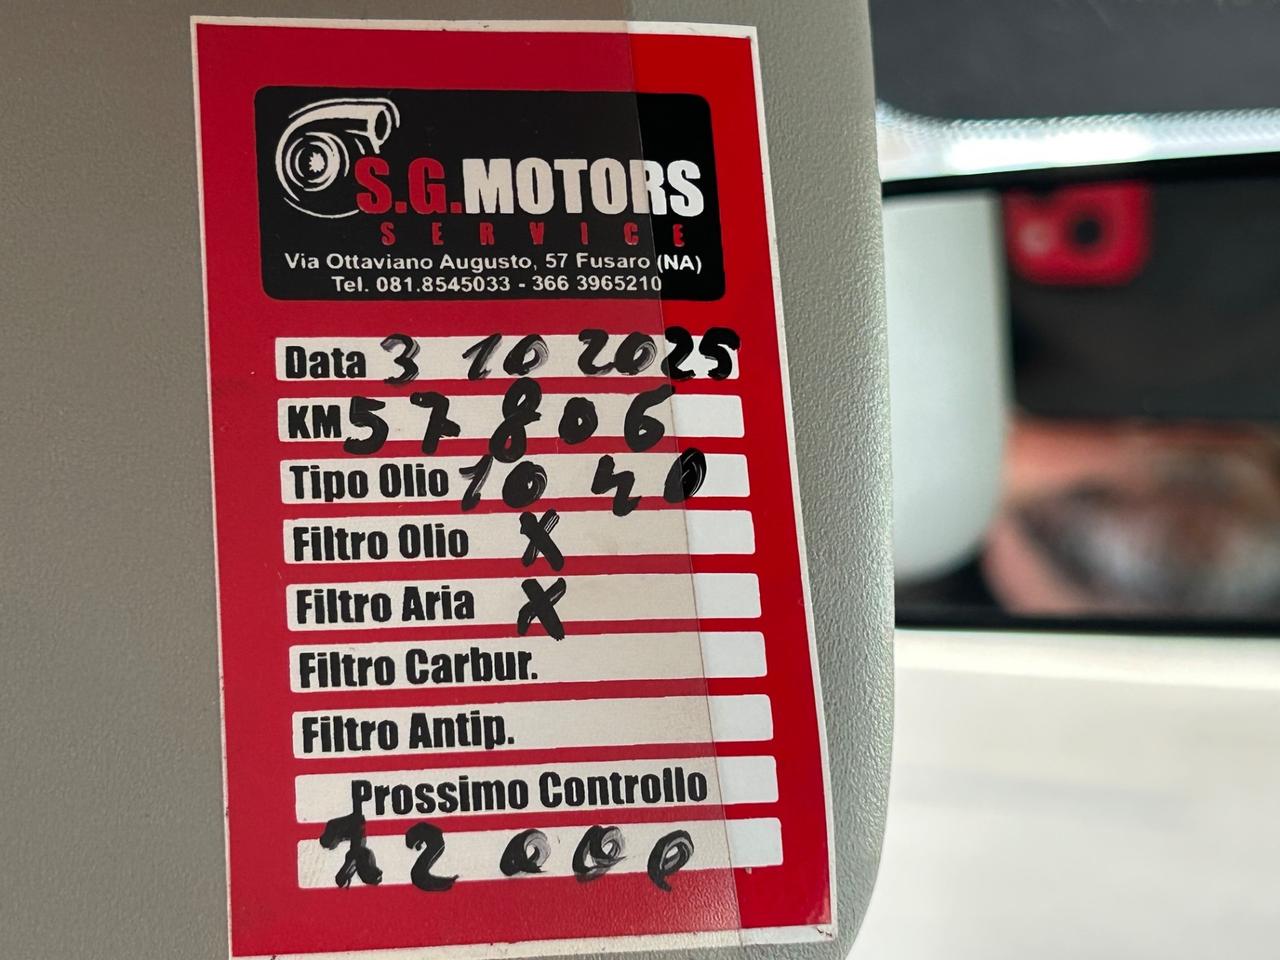 S.G.MOTORS
SERVICE
Via Ottaviano Augusto, 57 Fusaro (NA)
Tel. 081.8545033 - 366 3965210
Data 3 10 2025
KM 57806
Tipo Olio 10 40
Filtro Olio X
Filtro Aria X
Filtro Carbur.
Filtro Antip.
Prossimo Controllo
72000